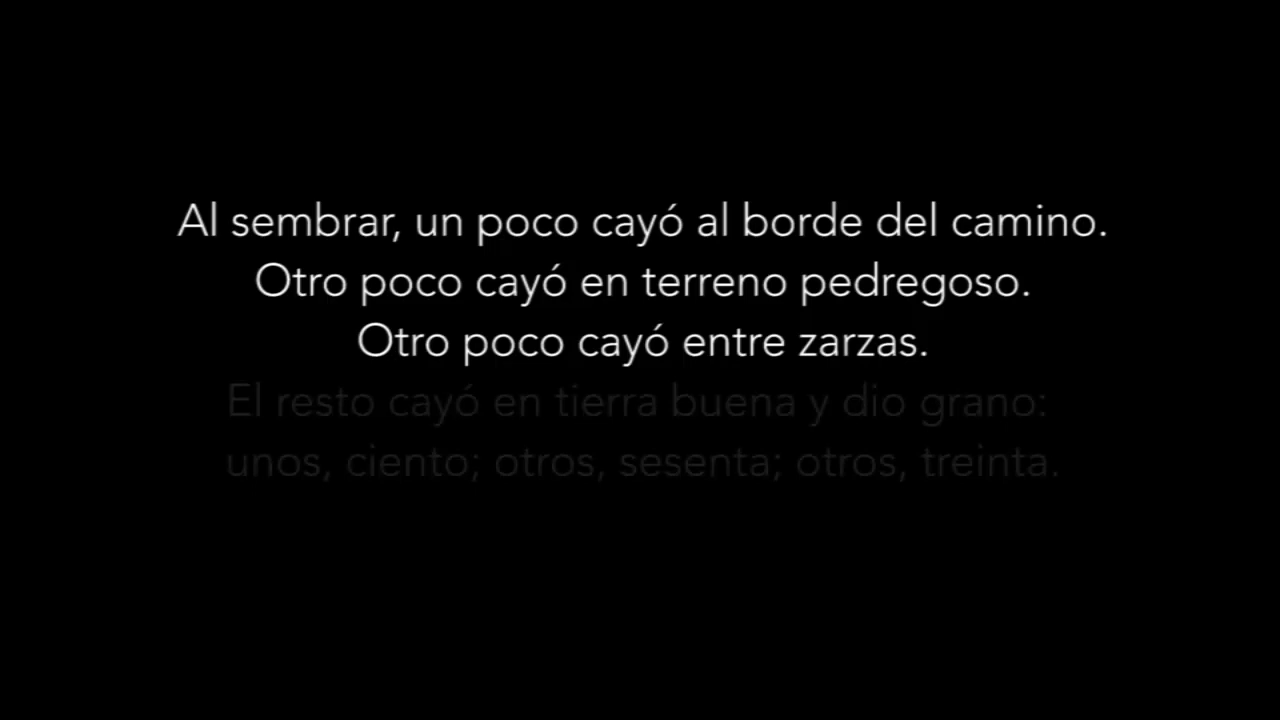 Al sembrar, un poco cayó al borde del camino.
Otro poco cayó en terreno pedregoso.
Otro poco cayó entre zarzas.
El resto cayó en tierra buena y dio grano:
unos, ciento; otros, sesenta; otros, treinta.